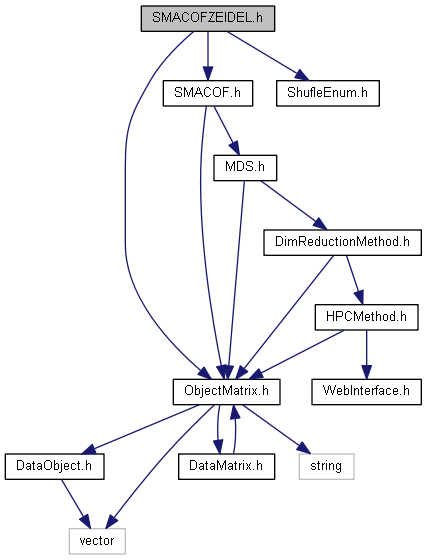 SMACOFZEIDEL.h
SMACOF.h
ShufleEnum.h
MDS.h
DimReductionMethod.h
HPCMethod.h
ObjectMatrix.h
WebInterface.h
DataObject.h
DataMatrix.h
string
vector